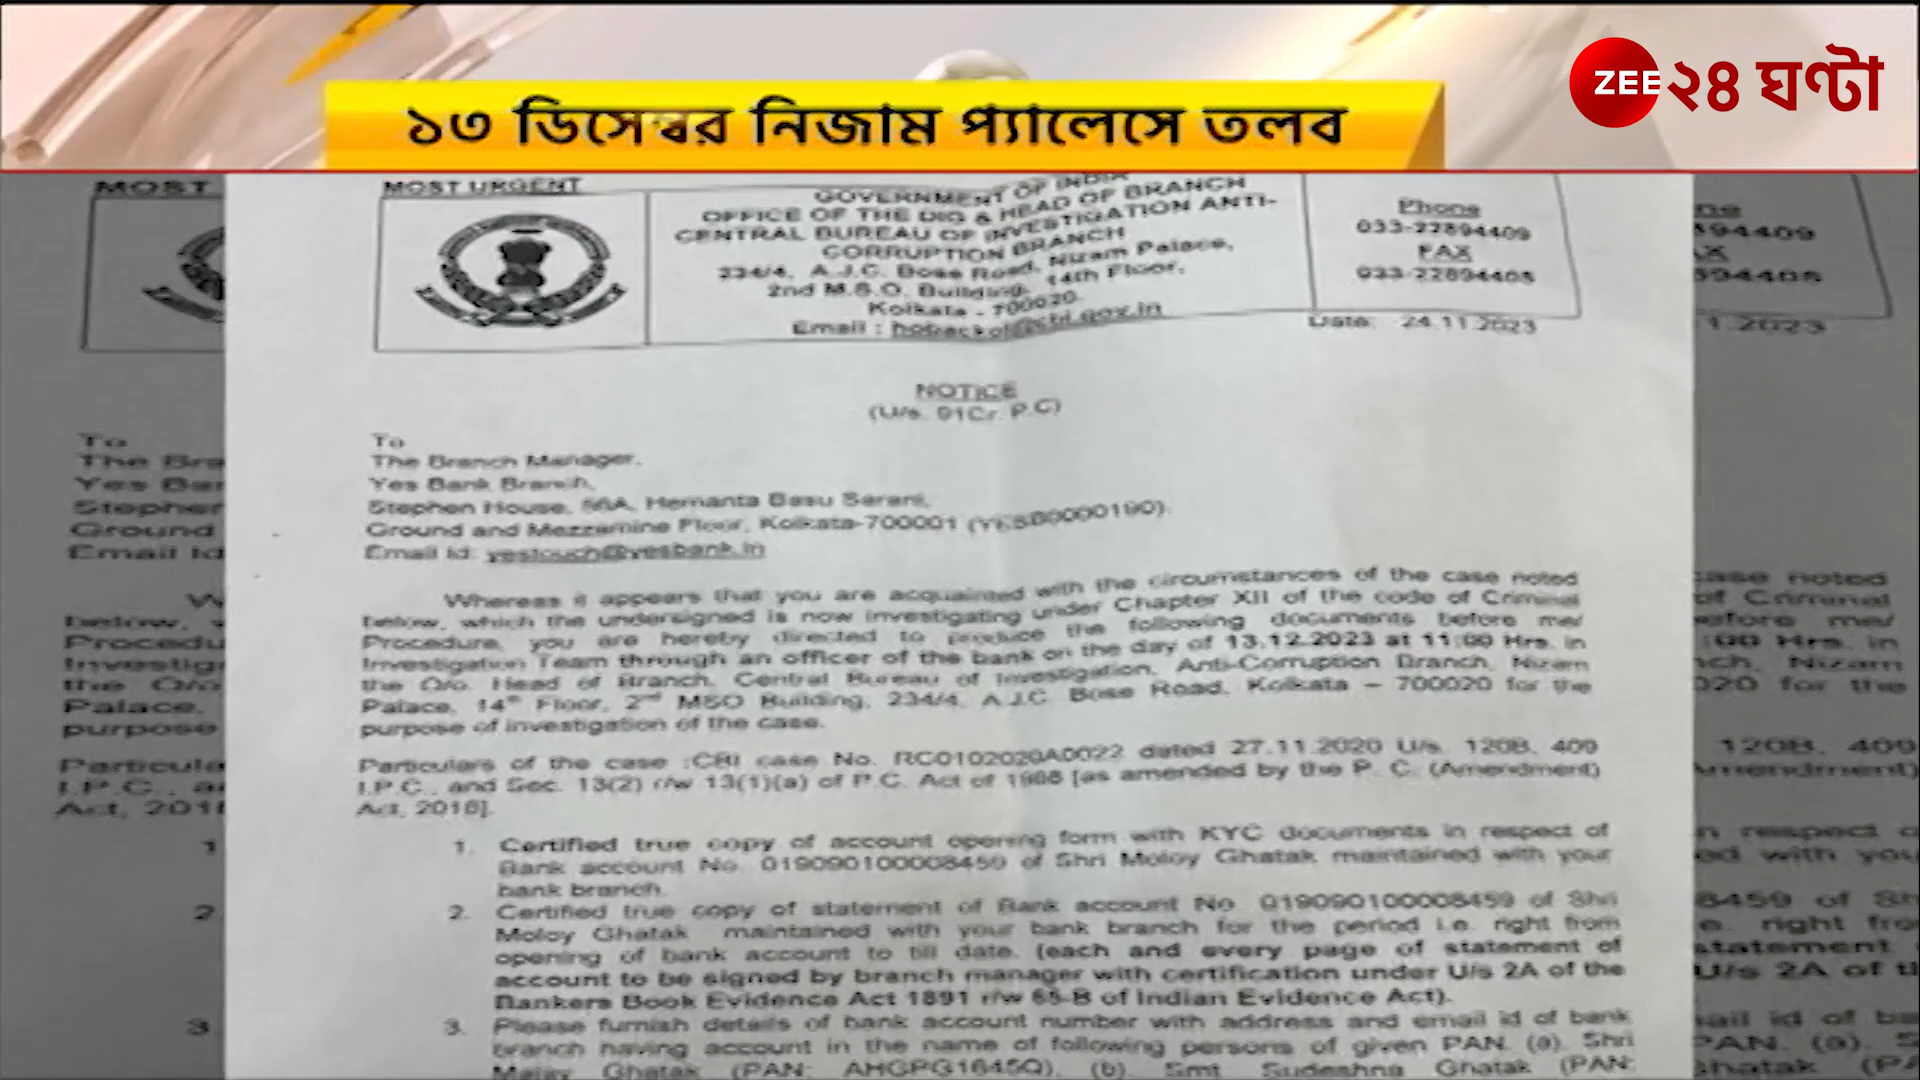 ZEE ২৪ ঘণ্টা
১৩ ডিসেম্বর নিজাম প্যালেসে তলব
MOST URGENT
GOVERNMENT OF INDIA
OFFICE OF THE DIG & HEAD OF BRANCH
CENTRAL BUREAU OF INVESTIGATION ANTI-
CORRUPTION BRANCH
234/4, A.J.C. Bose Road, Nizam Palace,
2nd M.S.O. Building, 14th Floor,
Kolkata - 700020.
Email :
Phone
033-22894409
FAX
Date: 24.11.2023
NOTICE
(U/s. 91Cr. P.C)
To
The Branch Manager,
Yes Bank Branch,
Stephen House, 56A, Hemanta Basu Sarani,
Ground and Mezzamine Floor, Kolkata-700001 (YESB0000190).
Email Id: yestouch@yesbank.in
Whereas it appears that you are acquainted with the circumstances of the case noted
below, which the undersigned is now investigating under Chapter XII of the code of Criminal
Procedure, you are hereby directed to produce the following documents before me/
Investigation Team through an officer of the bank on the day of 13.12.2023 at 11:00 Hrs. in
the O/o. Head of Branch, Central Bureau of Investigation, Anti-Corruption Branch, Nizam
Palace, 14th Floor, 2nd MSO Building, 234/4, A.J.C. Bose Road, Kolkata – 700020 for the
purpose of investigation of the case.
Particulars of the case :CBI case No. RC0102020A0022 dated 27.11.2020 U/s. 120B, 409
I.P.C., and Sec. 13(2) r/w 13(1)(a) of P.C. Act of 1988 [as amended by the P. C. (Amendment)
Act, 2018].
1. Certified true copy of account opening form with KYC documents in respect of
Bank account No. 019090100008459 of Shri Moloy Ghatak maintained with your
bank branch.
2. Certified true copy of statement of Bank account No. 019090100008459 of Shri
Moloy Ghatak maintained with your bank branch for the period i.e. right from
opening of bank account to till date. (each and every page of statement of
account to be signed by branch manager with certification under U/s 2A of the
Bankers Book Evidence Act 1891 r/w 65-B of Indian Evidence Act).
3. Please furnish details of bank account number with address and email id of bank
branch having account in the name of following persons of given PAN. (a). Shri
Moloy Ghatak (PAN: AHGPG1645Q), (b). Smt. Sudeshna Ghatak (PAN: